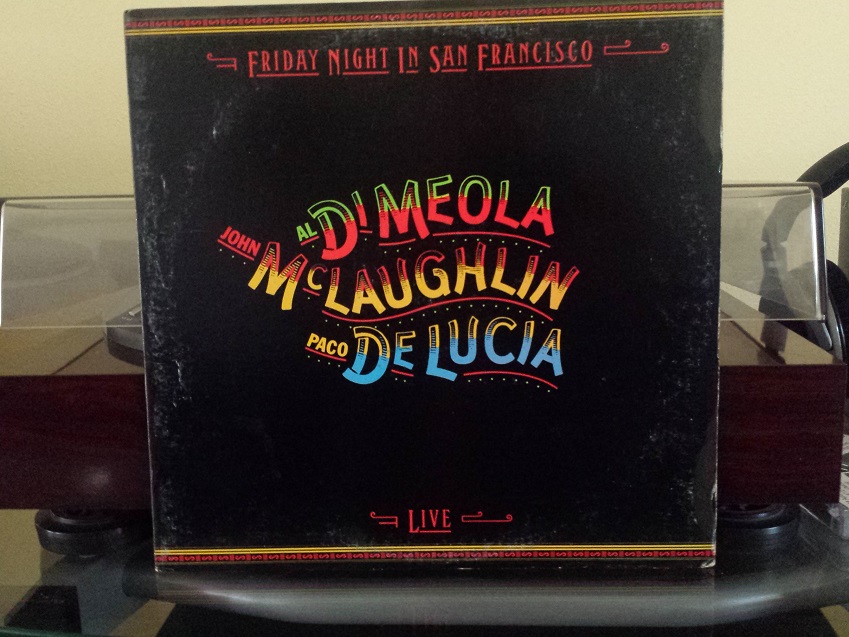 FRIDAY NIGHT IN SAN FRANCISCO
AL DI MEOLA
JOHN MCLAUGHLIN
PACO DE LUCIA
LIVE